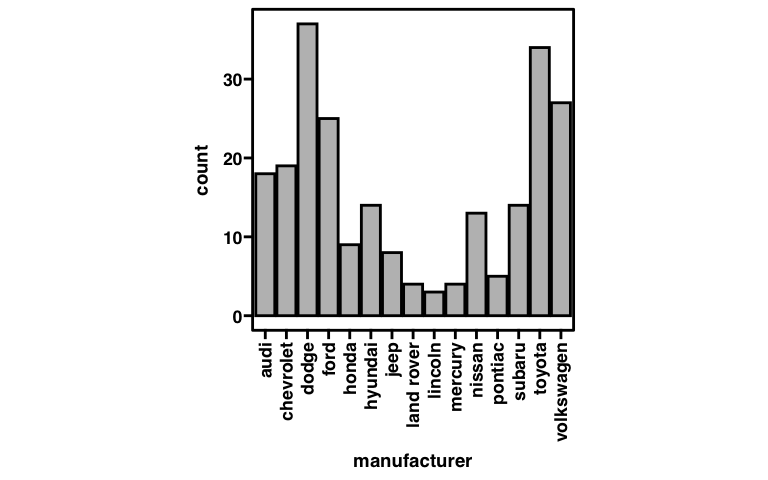 count
30
20
10
0
audi
chevrolet
dodge
ford
honda
hyundai
jeep
land rover
lincoln
mercury
nissan
pontiac
subaru
toyota
volkswagen
manufacturer